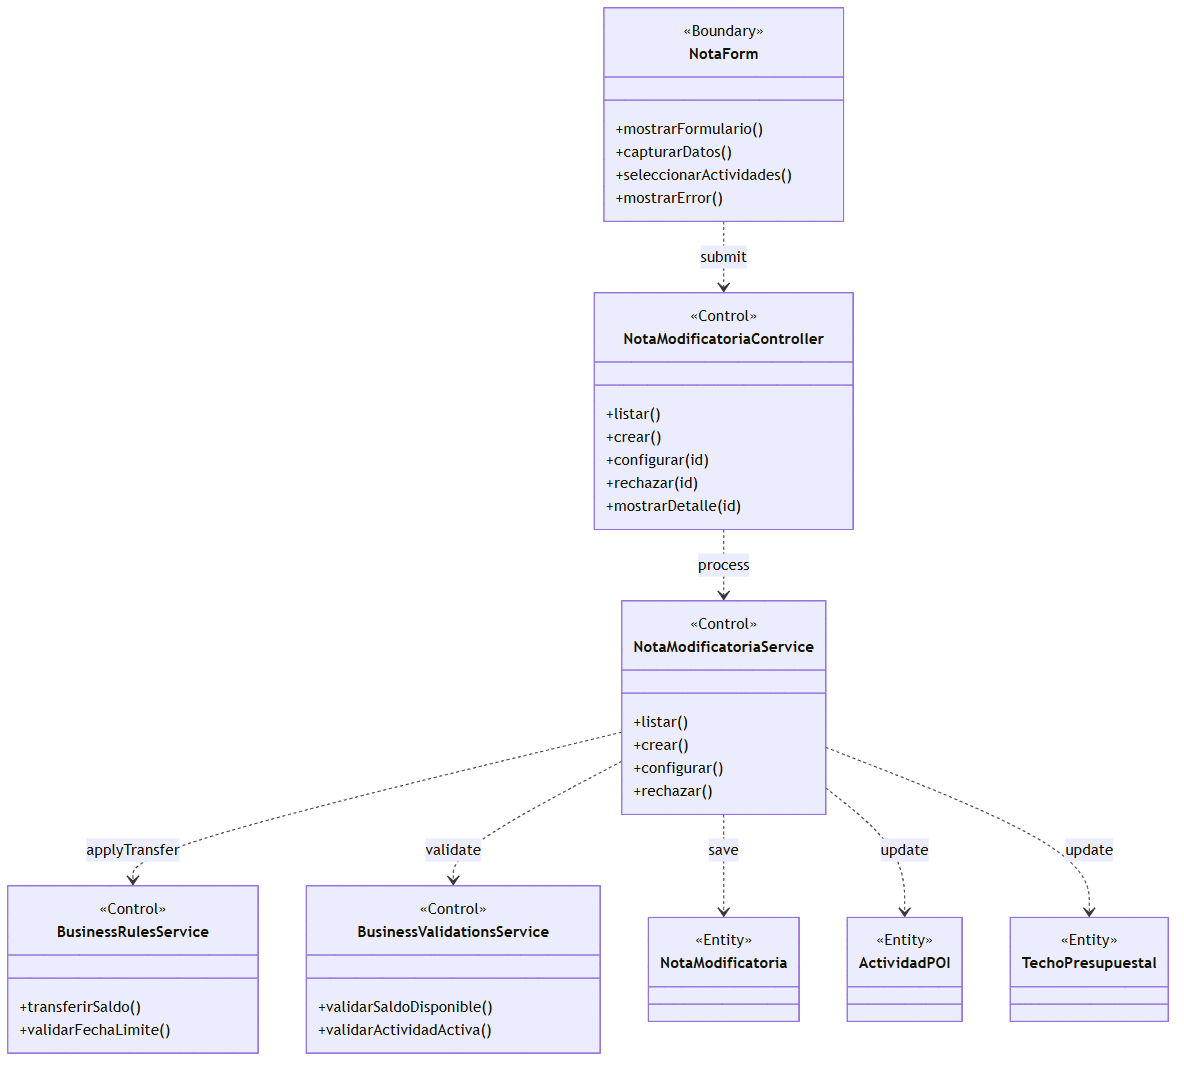 «Boundary»
NotaForm
+mostrarFormulario()
+capturarDatos()
+seleccionarActividades()
+mostrarError()
submit
«Control»
NotaModificatoriaController
+listar()
+crear()
+configurar(id)
+rechazar(id)
+mostrarDetalle(id)
process
«Control»
NotaModificatoriaService
+listar()
+crear()
+configurar()
+rechazar()
applyTransfer
validate
save
update
update
«Control»
BusinessRulesService
+transferirSaldo()
+validarFechaLimite()
«Control»
BusinessValidationsService
+validarSaldoDisponible()
+validarActividadActiva()
«Entity»
NotaModificatoria
«Entity»
ActividadPOI
«Entity»
TechoPresupuestal